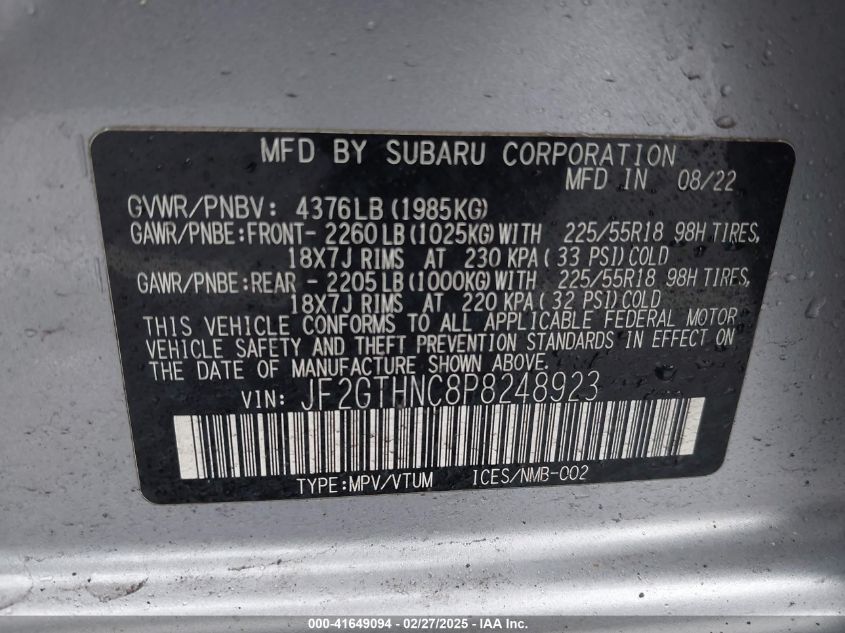 MFD BY SUBARU CORPORATION
MFD IN 08/22
GVWR/PNBV: 4376LB(1985KG)
GAWR/PNBE:FRONT-2260LB(1025KG)WITH 225/55R18 98H TIRES,
18X7J RIMS AT 230 KPA( 33 PSI)COLD
GAWR/PNBE:REAR -2205LB(1000KG)WITH 225/55R18 98H TIRES,
18X7J RIMS AT 220 KPA( 32 PSI)COLD
THIS VEHICLE CONFORMS TO ALL APPLICABLE FEDERAL MOTOR
VEHICLE SAFETY AND THEFT PREVENTION STANDARDS IN EFFECT ON
THE DATE OF MANUFACTURE SHOWN ABOVE.
VIN: JF2GTHNC8P8248923
TYPE:MPV/VTUM ICES/NMB-002
000-41649094 - 02/27/2025 - IAA Inc.